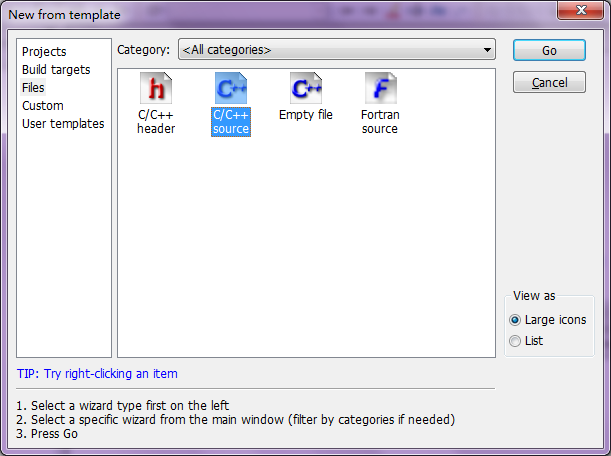 New from template
Projects
Build targets
Files
Custom
User templates
Category:
<All categories>
Go
Cancel
C/C++
header
C/C++
source
Empty file
Fortran
source
View as
Large icons
List
TIP: Try right-clicking an item
1. Select a wizard type first on the left
2. Select a specific wizard from the main window (filter by categories if needed)
3. Press Go